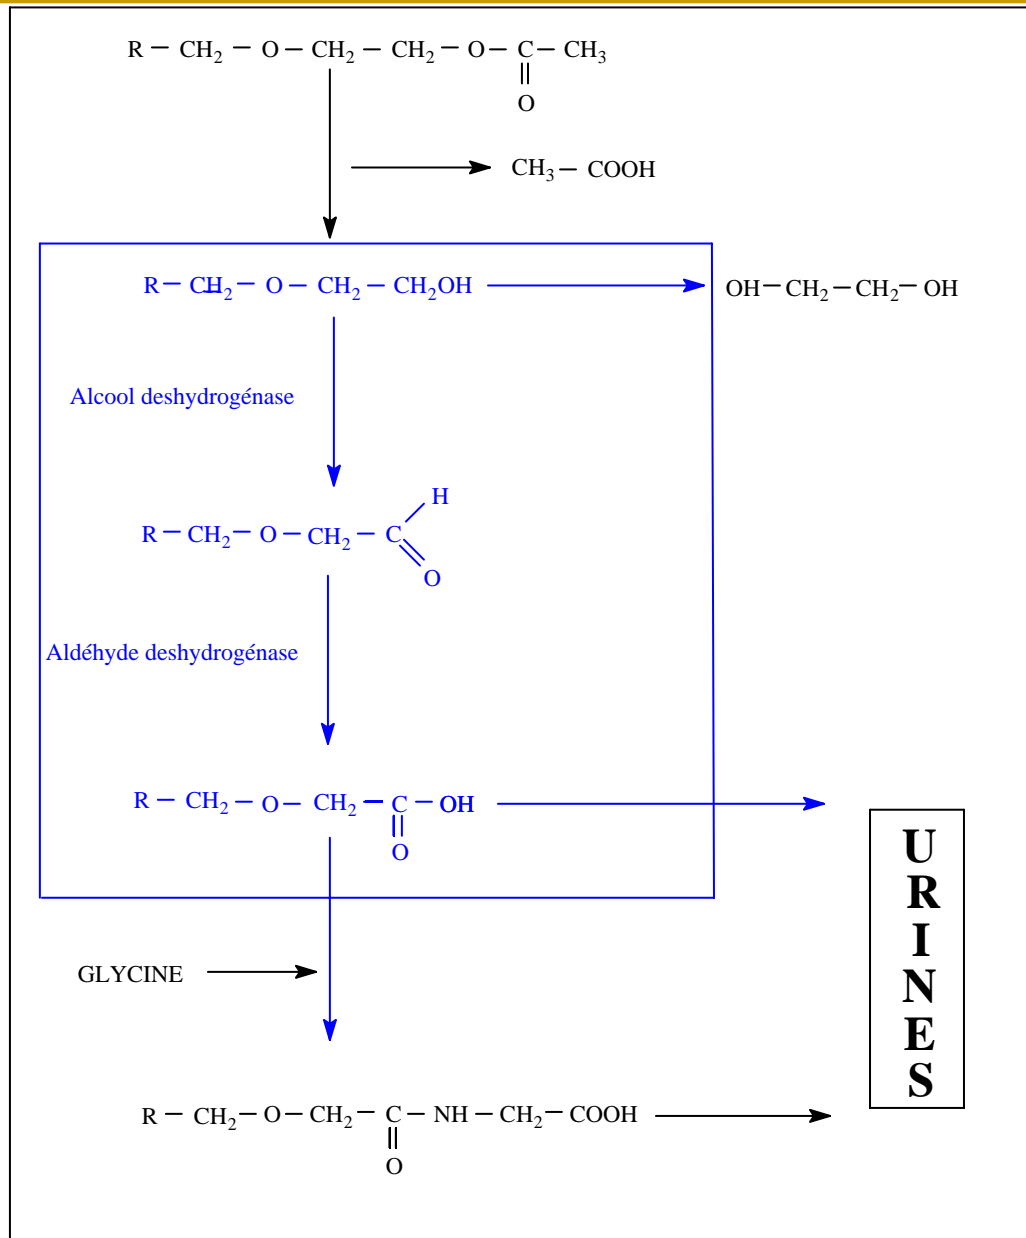 R — CH₂ — O — CH₂ — CH₂ — O — C — CH₃
O
CH₃ — COOH
R — CH₂ — O — CH₂ — CH₂OH
OH — CH₂ — CH₂ — OH
Alcool deshydrogénase
H
R — CH₂ — O — CH₂ — C
O
Aldéhyde deshydrogénase
R — CH₂ — O — CH₂ — C — OH
O
URINES
GLYCINE
R — CH₂ — O — CH₂ — C — NH — CH₂ — COOH
O